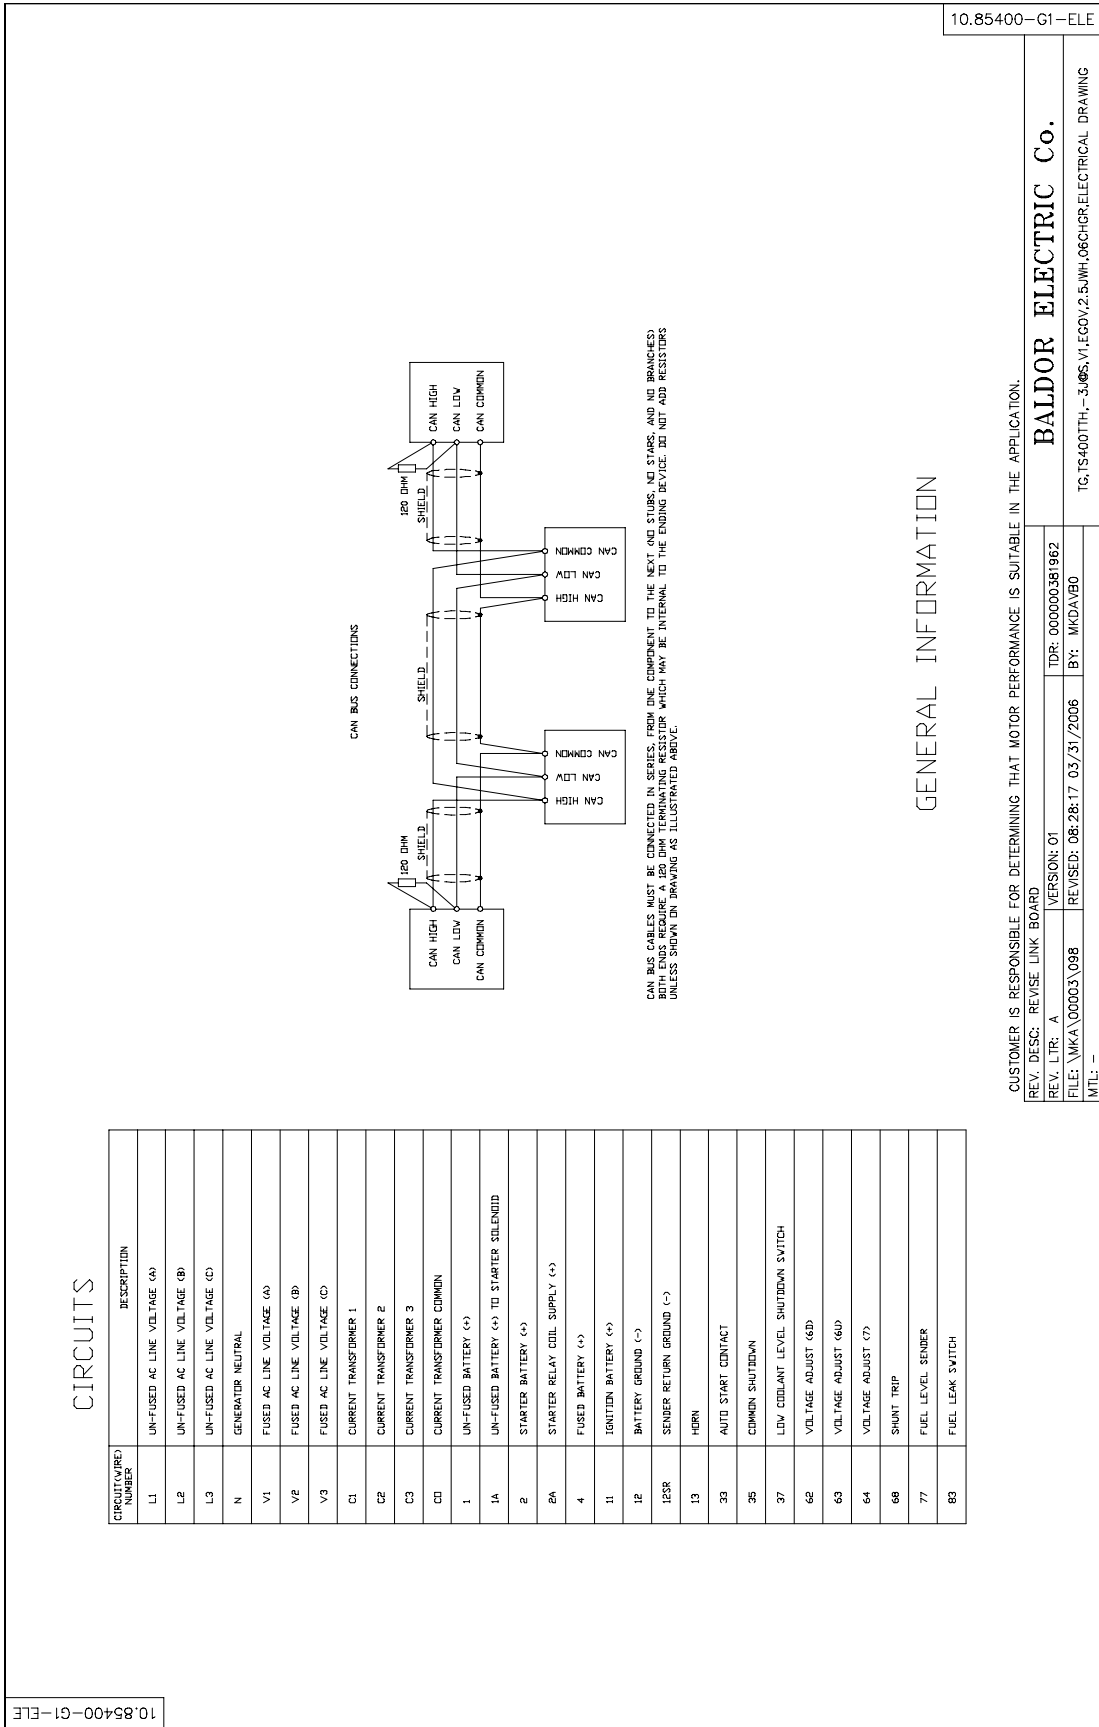 10.85400-G1-ELE
CIRCUITS
CIRCUIT(WIRE) NUMBER DESCRIPTION
L1 UN-FUSED AC LINE VOLTAGE (A)
L2 UN-FUSED AC LINE VOLTAGE (B)
L3 UN-FUSED AC LINE VOLTAGE (C)
N GENERATOR NEUTRAL
V1 FUSED AC LINE VOLTAGE (A)
V2 FUSED AC LINE VOLTAGE (B)
V3 FUSED AC LINE VOLTAGE (C)
C1 CURRENT TRANSFORMER 1
C2 CURRENT TRANSFORMER 2
C3 CURRENT TRANSFORMER 3
CO CURRENT TRANSFORMER COMMON
1 UN-FUSED BATTERY (+)
1A UN-FUSED BATTERY (+) TO STARTER SOLENOID
2 STARTER BATTERY (+)
2A STARTER RELAY COIL SUPPLY (+)
4 FUSED BATTERY (+)
11 IGNITION BATTERY (+)
12 BATTERY GROUND (-)
12SR SENDER RETURN GROUND (-)
13 HORN
33 AUTO START CONTACT
35 COMMON SHUTDOWN
37 LOW COOLANT LEVEL SHUTDOWN SWITCH
62 VOLTAGE ADJUST (6D)
63 VOLTAGE ADJUST (6U)
64 VOLTAGE ADJUST (7)
68 SHUNT TRIP
77 FUEL LEVEL SENDER
83 FUEL LEAK SWITCH
CAN BUS CONNECTIONS
CAN HIGH
CAN LOW
CAN COMMON
120 OHM
SHIELD
CAN HIGH
CAN LOW
CAN COMMON
SHIELD
CAN HIGH
CAN LOW
CAN COMMON
120 OHM
SHIELD
CAN HIGH
CAN LOW
CAN COMMON
CAN BUS CABLES MUST BE CONNECTED IN SERIES, FROM ONE COMPONENT TO THE NEXT (NO STUBS, NO STARS, AND NO BRANCHES)
BOTH ENDS REQUIRE A 120 OHM TERMINATING RESISTOR WHICH MAY BE INTERNAL TO THE ENDING DEVICE. DO NOT ADD RESISTORS
UNLESS SHOWN ON DRAWING AS ILLUSTRATED ABOVE.
GENERAL INFORMATION
CUSTOMER IS RESPONSIBLE FOR DETERMINING THAT MOTOR PERFORMANCE IS SUITABLE IN THE APPLICATION.
REV. DESC: REVISE LINK BOARD
REV. LTR: A VERSION: 01 TDR: 000000381962
FILE: \MKA\00003\098 REVISED: 08:28:17 03/31/2006 BY: MKDAVB0
MTL: -
BALDOR ELECTRIC Co.
TG,TS400TTH,-3J@S,V1,EGOV,2.5JWH,06CHGR,ELECTRICAL DRAWING
10.85400-G1-ELE